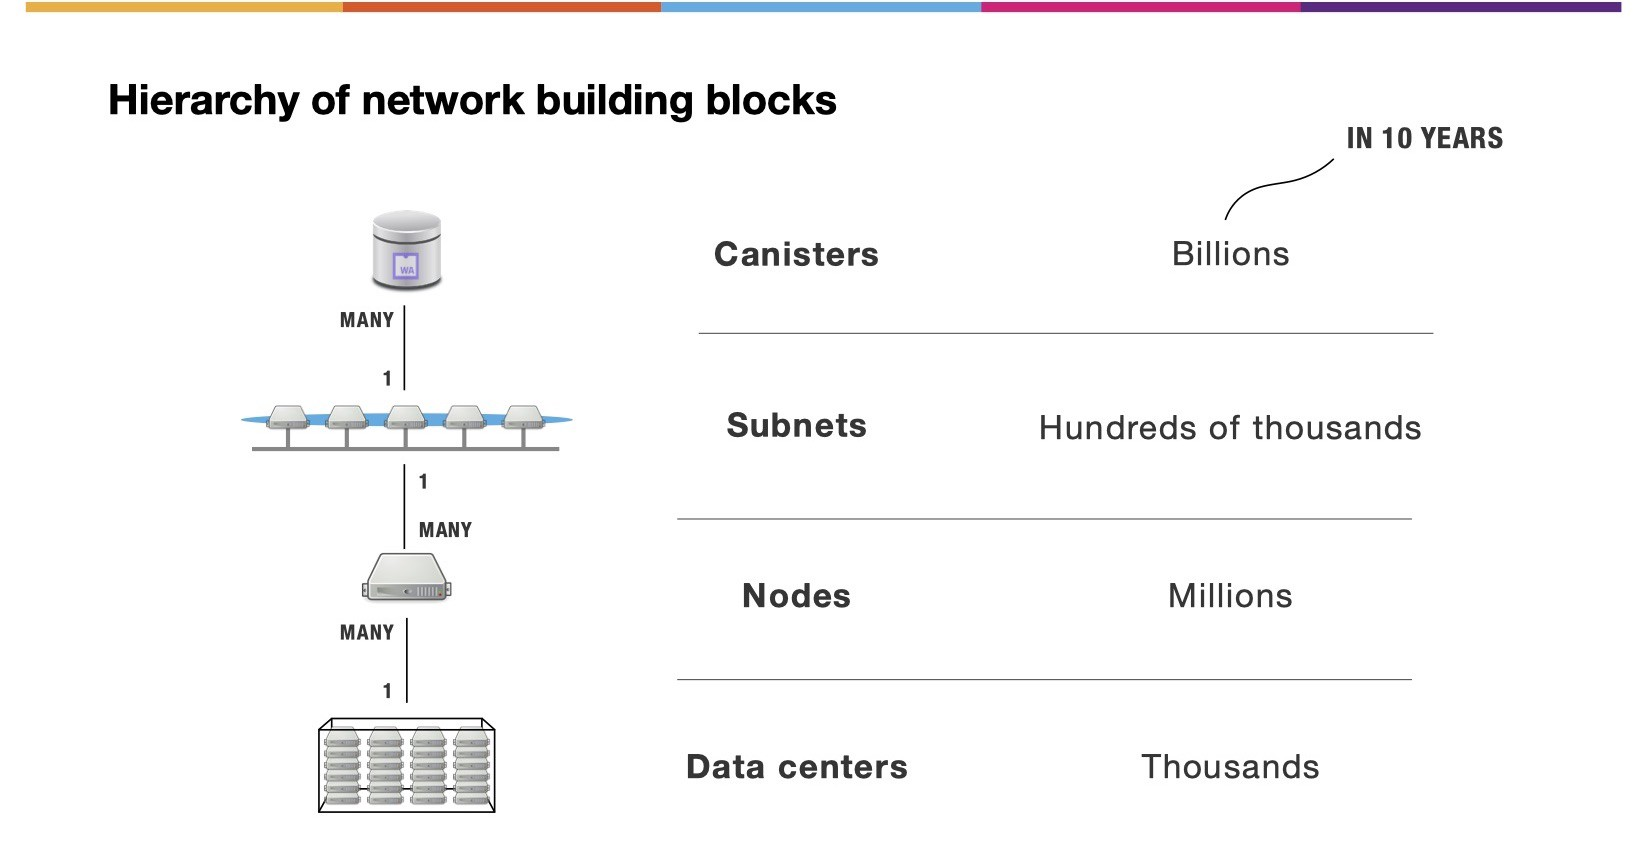 Hierarchy of network building blocks
IN 10 YEARS
WA
Canisters Billions
MANY
1
Subnets Hundreds of thousands
1
MANY
Nodes Millions
MANY
1
Data centers Thousands